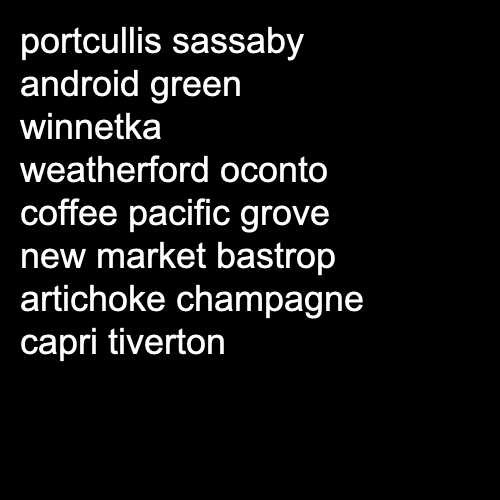 portcullis sassaby
android green
winnetka
weatherford oconto
coffee pacific grove
new market bastrop
artichoke champagne
capri tiverton